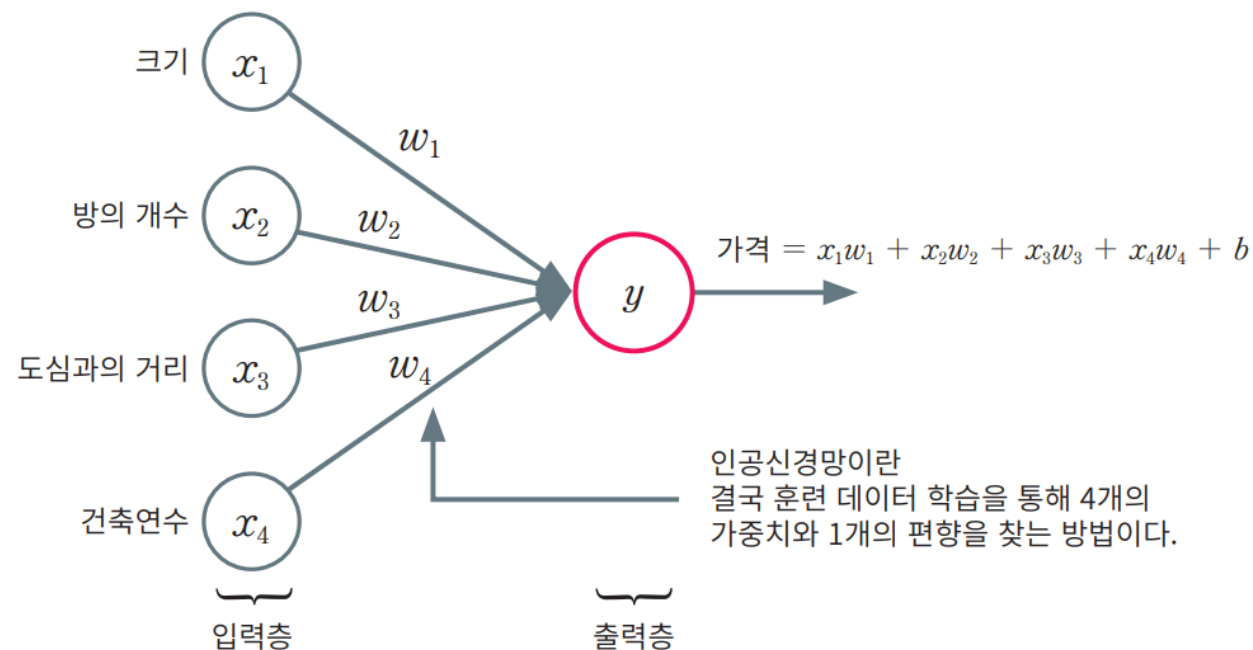 크기
x₁
w₁
방의 개수
x₂
w₂
가격 = x₁w₁ + x₂w₂ + x₃w₃ + x₄w₄ + b
y
w₃
도심과의 거리
x₃
w₄
인공신경망이란
결국 훈련 데이터 학습을 통해 4개의
가중치와 1개의 편향을 찾는 방법이다.
건축연수
x₄
입력층
출력층